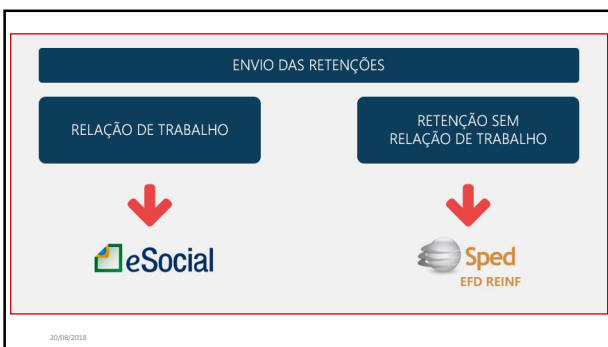 ENVIO DAS RETENÇÕES
RELAÇÃO DE TRABALHO
RETENÇÃO SEM
RELAÇÃO DE TRABALHO
eSocial
Sped
EFD REINF
20/08/2018